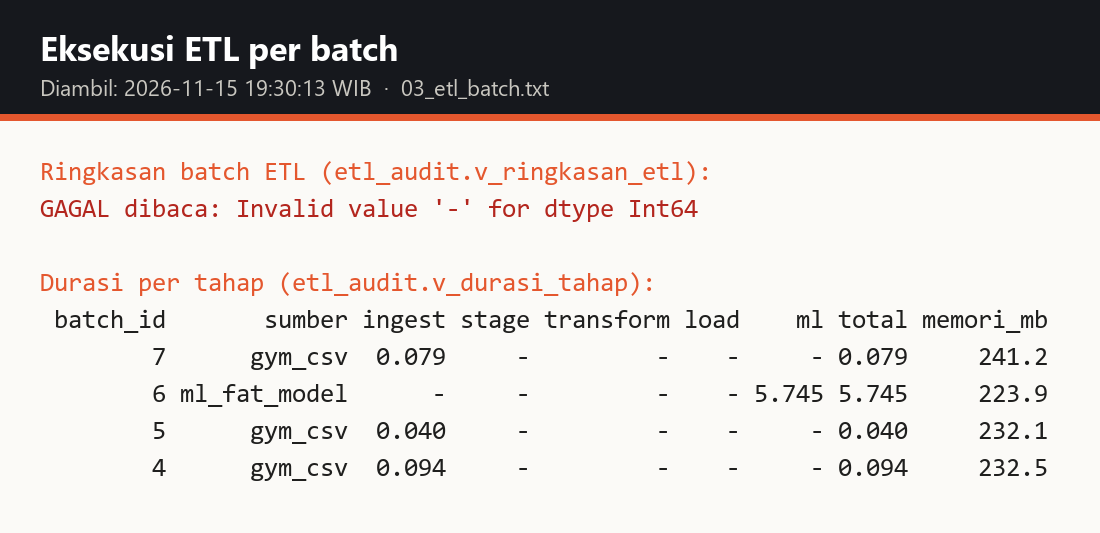 Eksekusi ETL per batch
Diambil: 2026-11-15 19:30:13 WIB · 03_etl_batch.txt
Ringkasan batch ETL (etl_audit.v_ringkasan_etl):
GAGAL dibaca: Invalid value '-' for dtype Int64
Durasi per tahap (etl_audit.v_durasi_tahap):
batch_id sumber ingest stage transform load ml total memori_mb
7 gym_csv 0.079 - - - - 0.079 241.2
6 ml_fat_model - - - - 5.745 5.745 223.9
5 gym_csv 0.040 - - - - 0.040 232.1
4 gym_csv 0.094 - - - - 0.094 232.5